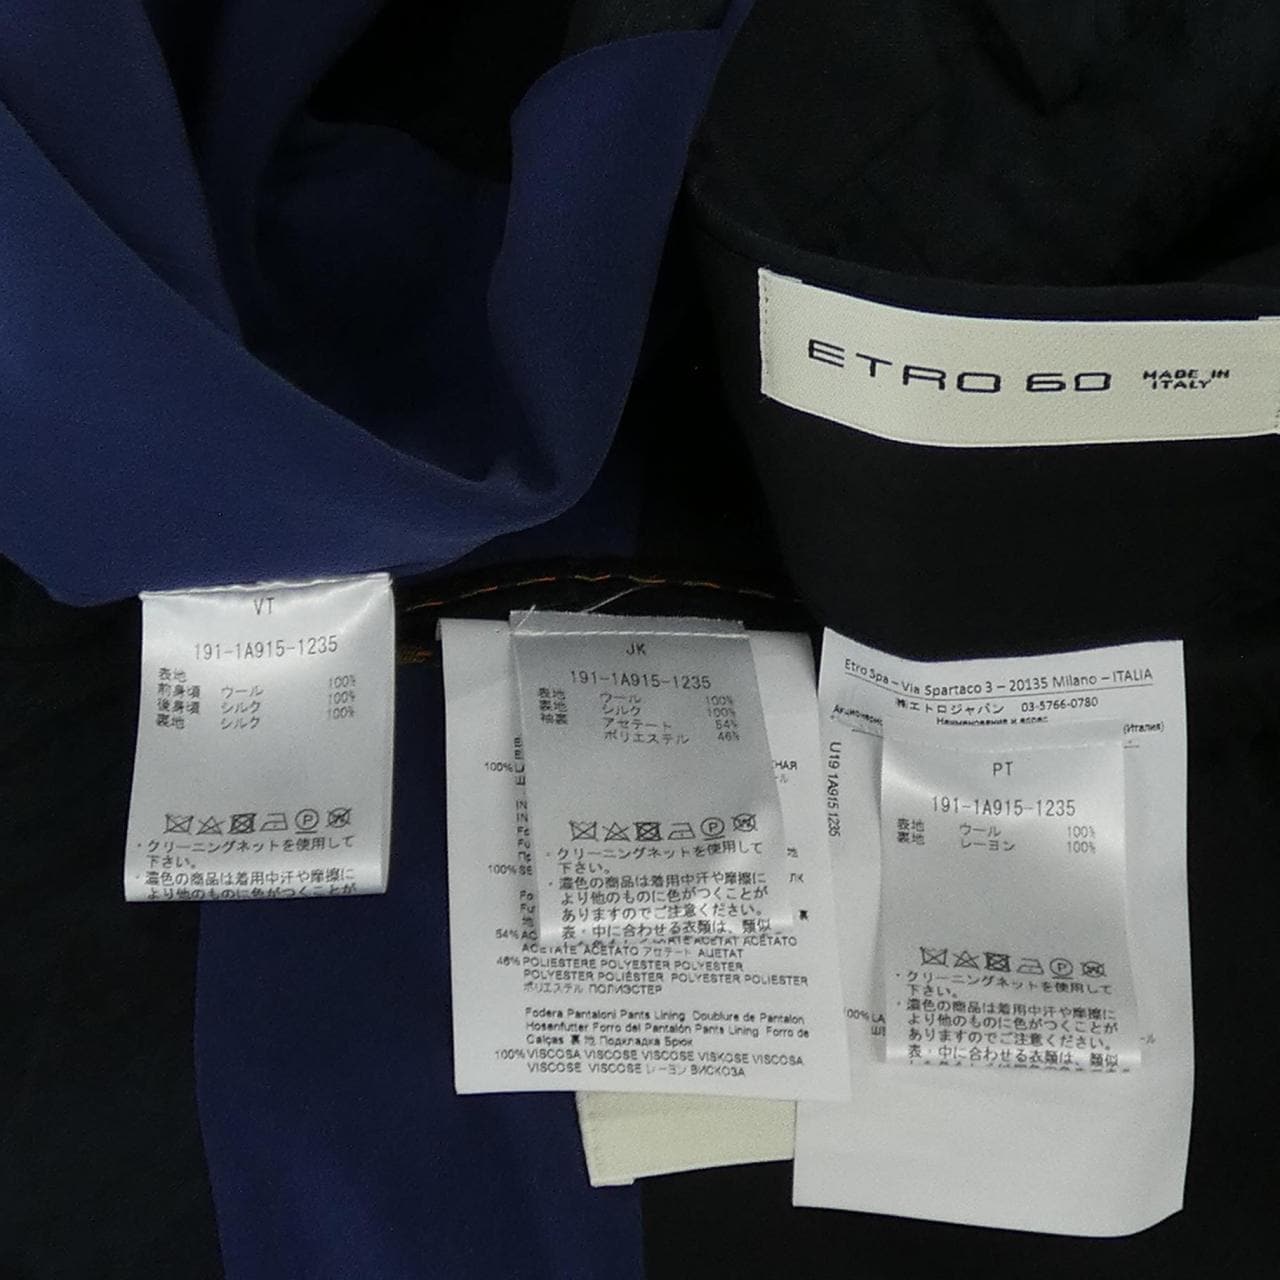 ETRO 60 MADE IN ITALY
VT
191-1A915-1235
表地
前身頃 ウール 100%
後身頃 シルク 100%
裏地 シルク 100%
・クリーニングネットを使用して
下さい。
・濃色の商品は着用中汗や摩擦に
より他のものに色がつくことが
JK
191-1A915-1235
表地 ウール 100%
裏地 シルク 100%
袖裏 アセテート 54%
ポリエステル 46%
・クリーニングネットを使用して
下さい。
・濃色の商品は着用中汗や摩擦に
より他のものに色がつくことが
ありますのでご注意ください。
表・中に合わせる衣類は、類似
100%
100% SE
54% AC
ACETATE ACETATO アセテート АЦЕТАТ
46% POLIESTERE POLYESTER POLYESTER
POLYESTER POLIÉSTER POLYESTER POLIESTER
ポリエステル ПОЛИЭСТЕР
Fodera Pantaloni Pants Lining Doublure de Pantalon
Hosenfutter Forro del Pantalón Pants Lining Forro de
Calças 裏地 Подкладка Брюк
100% VISCOSA VISCOSE VISCOSE VISKOSE VISCOSA
VISCOSE VISCOSE レーヨン ВИСКОЗА
Etro Spa – Via Spartaco 3 – 20135 Milano – ITALIA
㈱エトロジャパン 03-5766-0780
Наименование и адрес
(Италия)
U19 1A915 1235
PT
191-1A915-1235
表地 ウール 100%
裏地 レーヨン 100%
・クリーニングネットを使用して
下さい。
・濃色の商品は着用中汗や摩擦に
より他のものに色がつくことが
ありますのでご注意ください。
表・中に合わせる衣類は、類似
100% LA